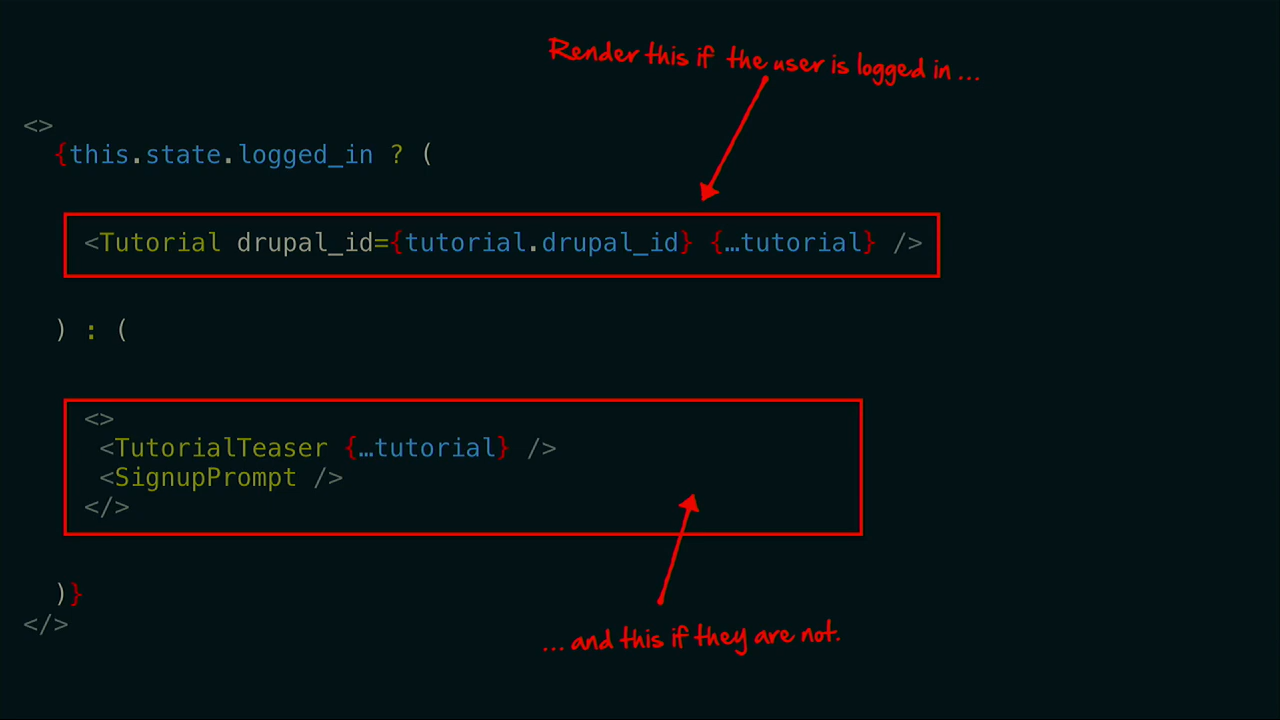 Render this if the user is logged in ...
<>
{this.state.logged_in ? (
<Tutorial drupal_id={tutorial.drupal_id} {…tutorial} />
) : (
<>
<TutorialTeaser {…tutorial} />
<SignupPrompt />
</>
)}
</>
... and this if they are not.